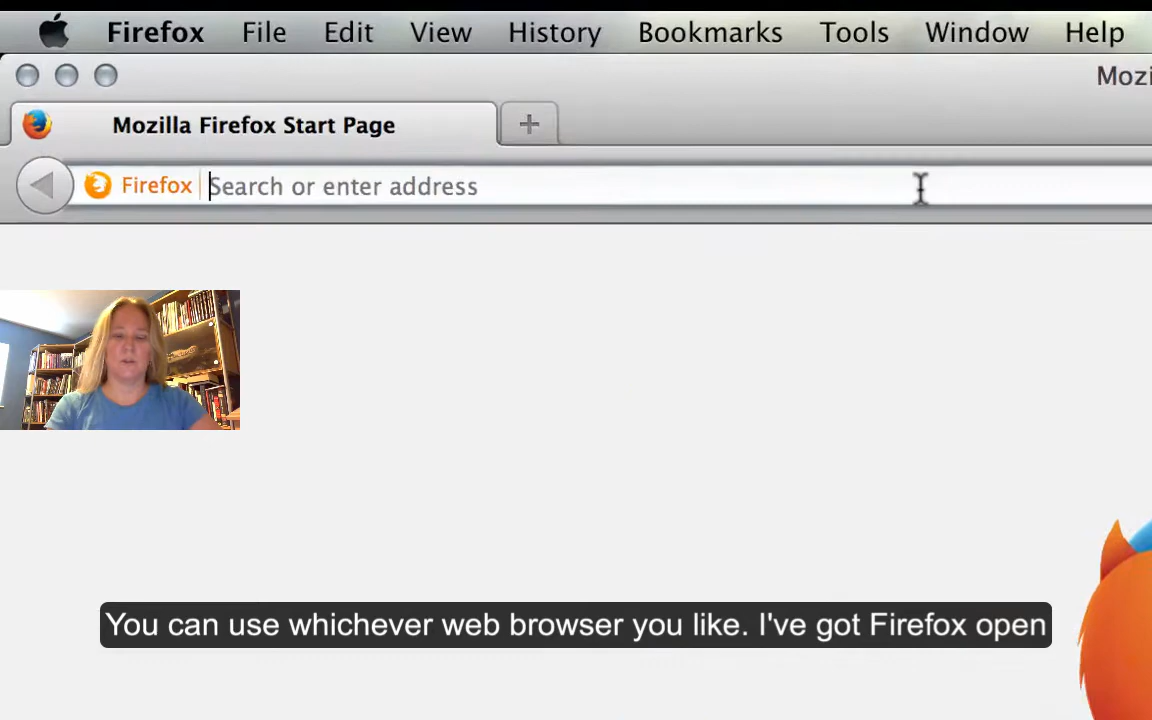 Firefox File Edit View History Bookmarks Tools Window Help
Mozi
Mozilla Firefox Start Page
Firefox Search or enter address
You can use whichever web browser you like. I've got Firefox open